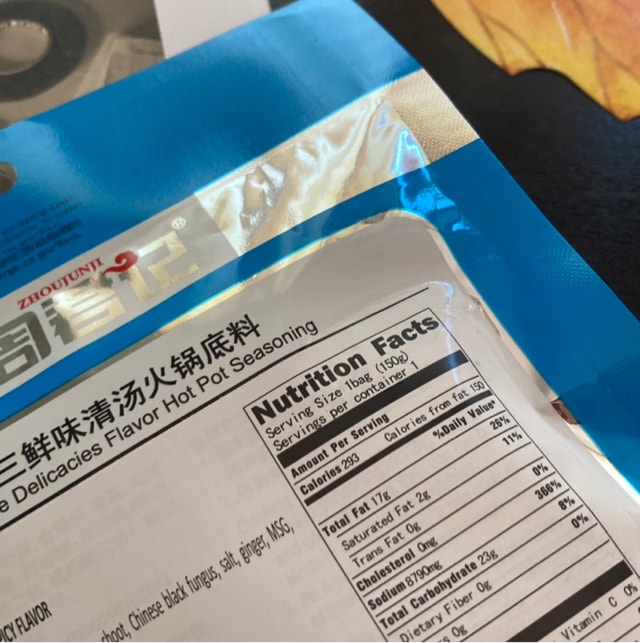 ZHOUJUNJI
周君记®
三鲜味清汤火锅底料
e Delicacies Flavor Hot Pot Seasoning
Nutrition Facts
Serving Size 1bag (150g)
Servings per container 1
Amount Per Serving
Calories 293 Calories from fat 150
%Daily Value*
Total Fat 17g 26%
Saturated Fat 2g 11%
Trans Fat 0g
Cholesterol 0mg 0%
Sodium 8790mg 366%
Total Carbohydrate 23g 8%
Dietary Fiber 0g 0%
s 0g
Vitamin C 0%
hoot, Chinese black fungus, salt, ginger, MSG,
ICY FLAVOR